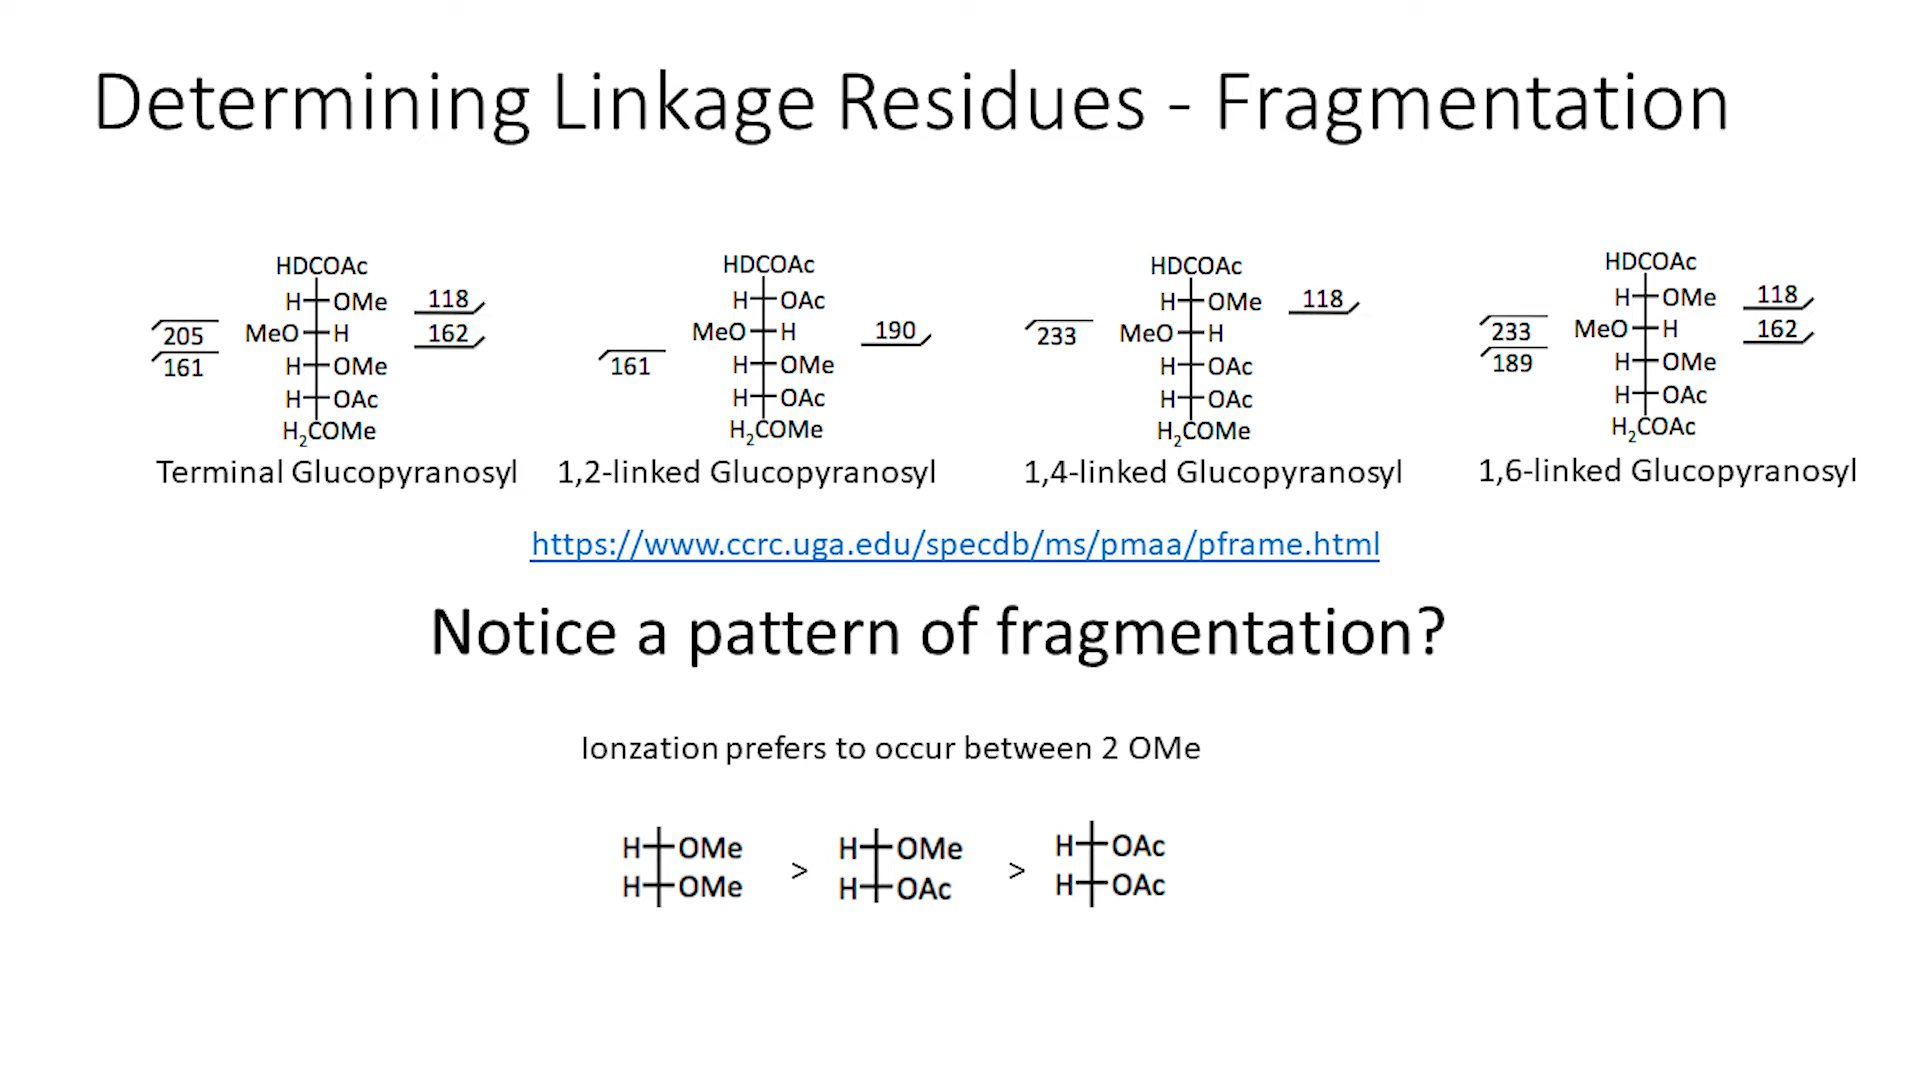 Determining Linkage Residues - Fragmentation
HDCOAc
H OMe 118
205 MeO H 162
161 H OMe
H OAc
H2COMe
Terminal Glucopyranosyl
HDCOAc
H OAc
MeO H 190
161 H OMe
H OAc
H2COMe
1,2-linked Glucopyranosyl
HDCOAc
H OMe 118
233 MeO H
H OAc
H OAc
H2COMe
1,4-linked Glucopyranosyl
HDCOAc
H OMe 118
233 MeO H 162
189 H OMe
H OAc
H2COAc
1,6-linked Glucopyranosyl
https://www.ccrc.uga.edu/specdb/ms/pmaa/pframe.html
Notice a pattern of fragmentation?
Ionzation prefers to occur between 2 OMe
H OMe > H OMe > H OAc
H OMe H OAc H OAc